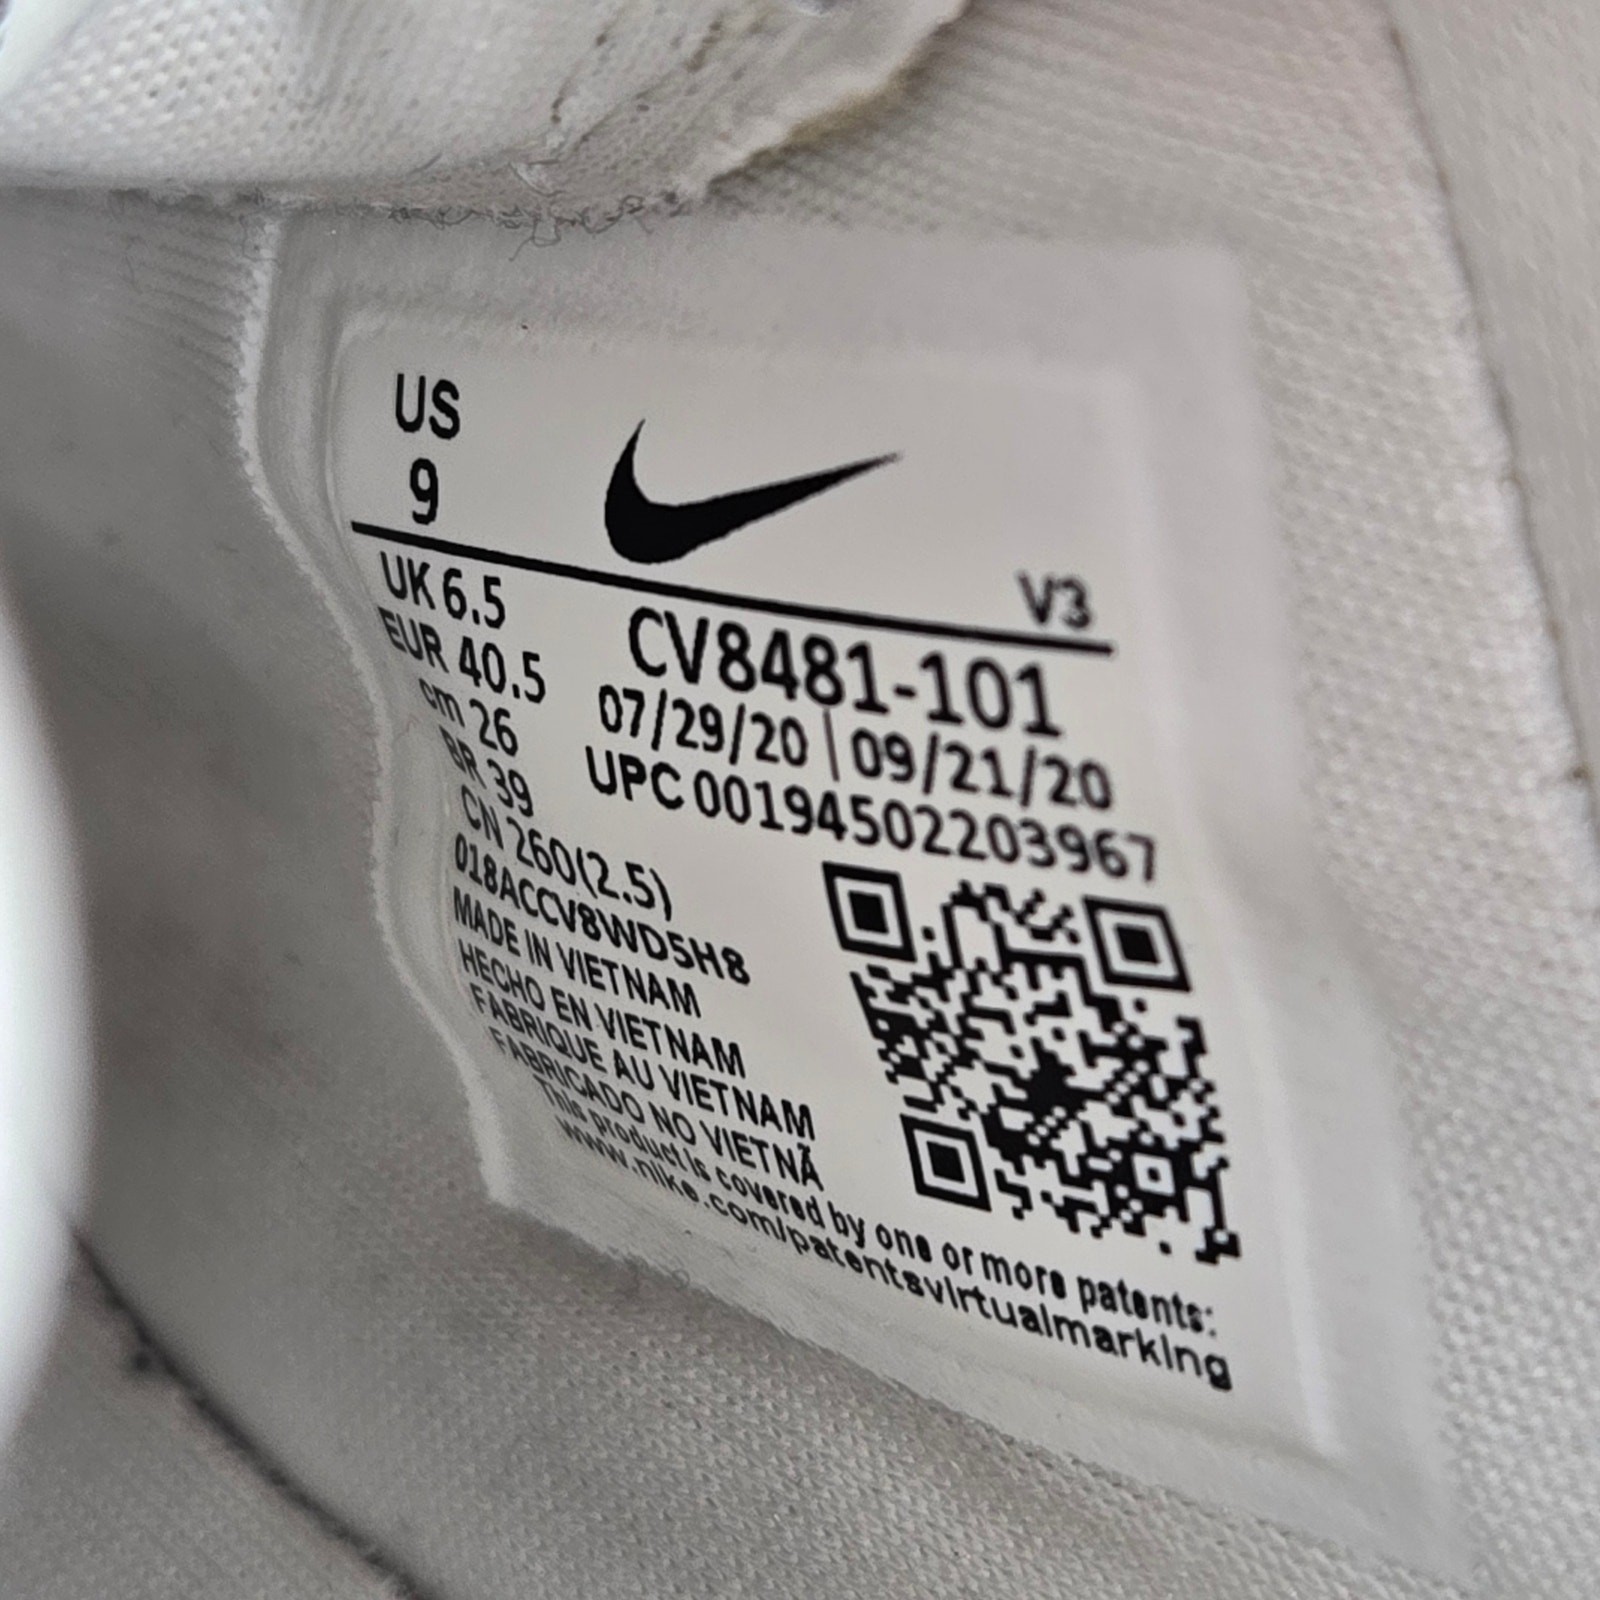 US
9
V3
UK 6.5
EUR 40.5
cm 26
BR 39
CN 260(2.5)
CV8481-101
07/29/20 | 09/21/20
UPC 00194502203967
018ACCV8WD5H8
MADE IN VIETNAM
HECHO EN VIETNAM
FABRIQUE AU VIETNAM
FABRICADO NO VIETNÃ
This product is covered by one or more patents:
www.nike.com/patentsvirtualmarking